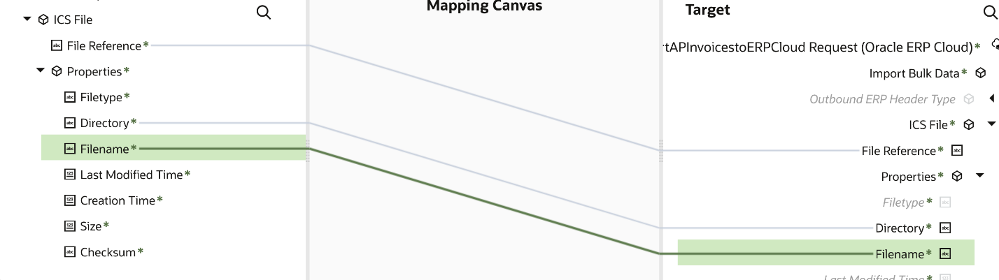 Mapping Canvas
Target
ICS File
File Reference*
Properties*
Filetype*
Directory*
Filename*
Last Modified Time*
Creation Time*
Size*
Checksum*
tAPInvoicestoERPCloud Request (Oracle ERP Cloud)*
Import Bulk Data*
Outbound ERP Header Type
ICS File*
File Reference*
Properties*
Filetype*
Directory*
Filename*
Last Modified Time*